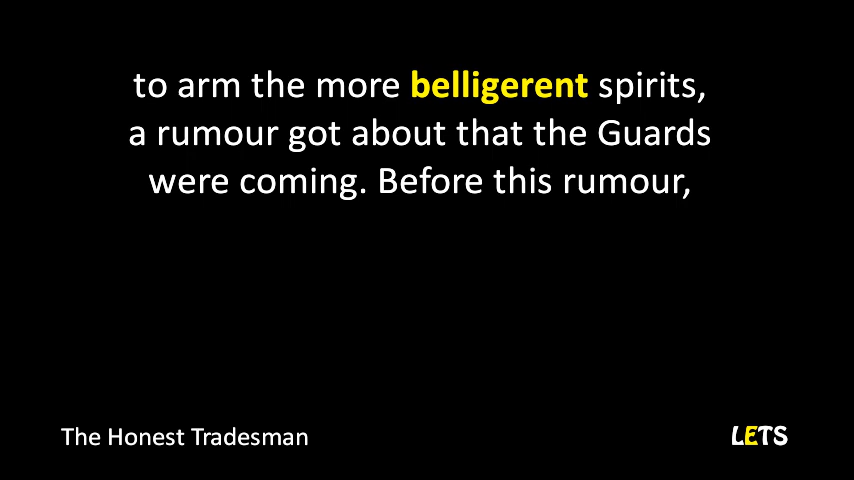 to arm the more belligerent spirits,
a rumour got about that the Guards
were coming. Before this rumour,
The Honest Tradesman
LETS